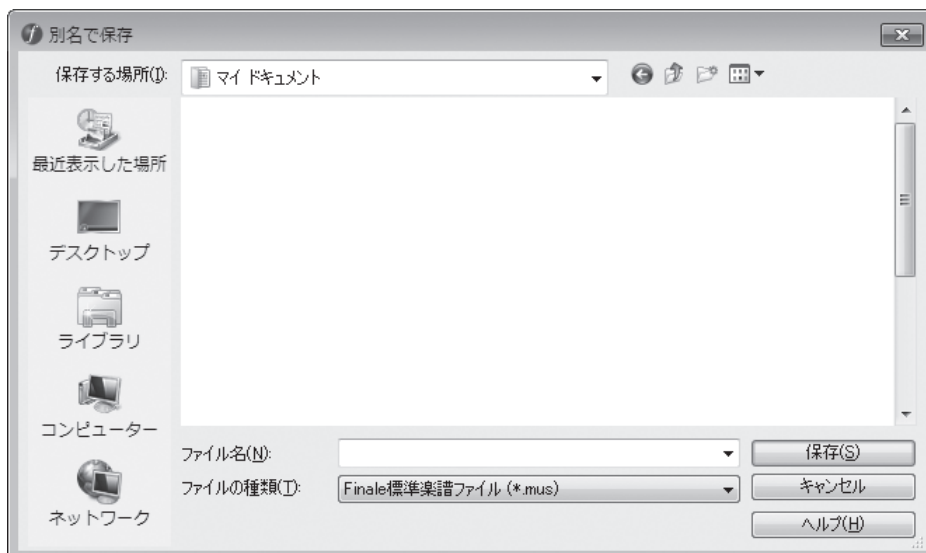 別名で保存
保存する場所(I):
マイ ドキュメント
最近表示した場所
デスクトップ
ライブラリ
コンピューター
ネットワーク
ファイル名(N):
保存(S)
ファイルの種類(T):
Finale標準楽譜ファイル (*.mus)
キャンセル
ヘルプ(H)